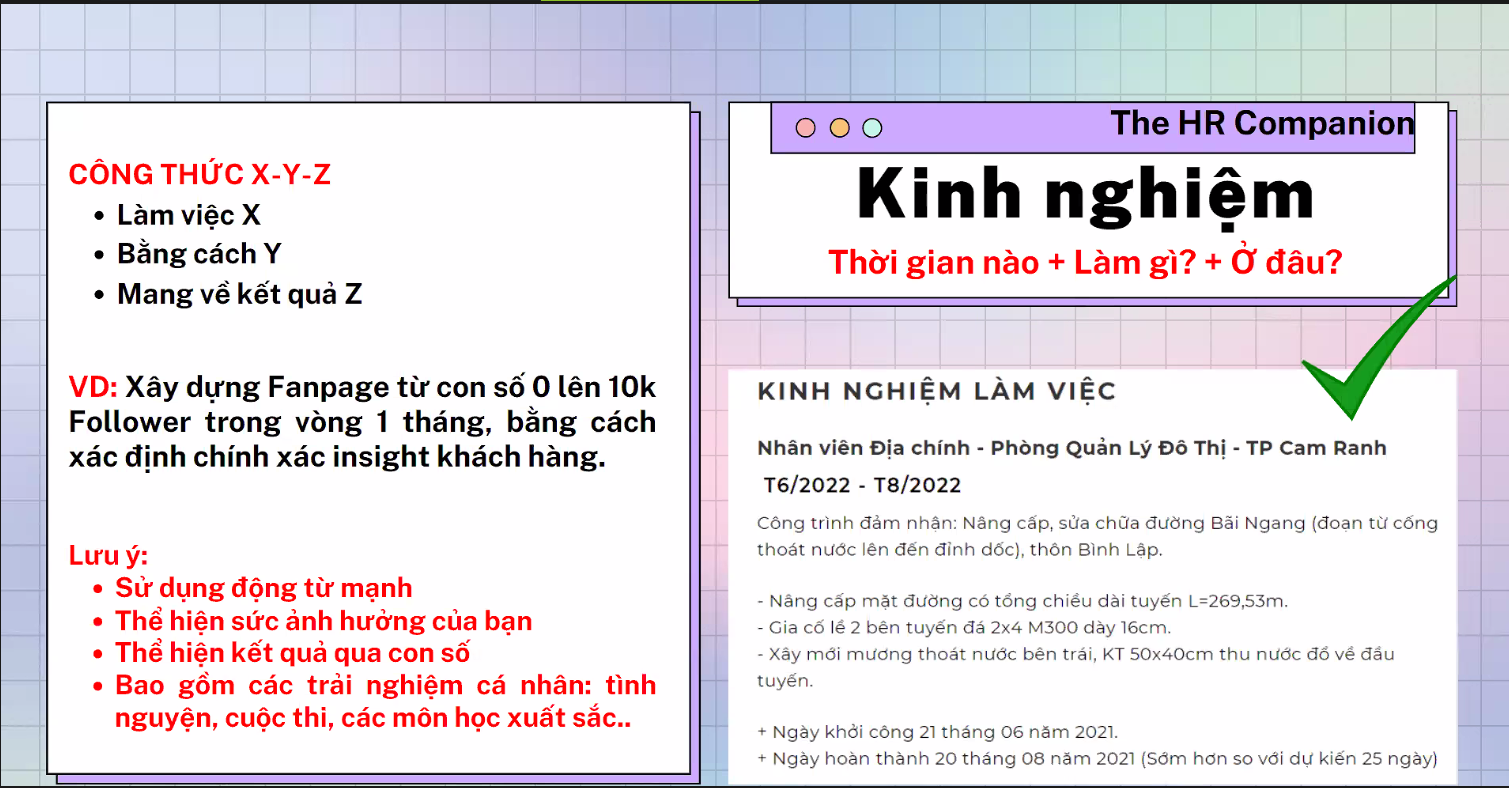 CÔNG THỨC X-Y-Z
• Làm việc X
• Bằng cách Y
• Mang về kết quả Z
VD: Xây dựng Fanpage từ con số 0 lên 10k
Follower trong vòng 1 tháng, bằng cách
xác định chính xác insight khách hàng.
Lưu ý:
• Sử dụng động từ mạnh
• Thể hiện sức ảnh hưởng của bạn
• Thể hiện kết quả qua con số
• Bao gồm các trải nghiệm cá nhân: tình
nguyện, cuộc thi, các môn học xuất sắc..
The HR Companion
Kinh nghiệm
Thời gian nào + Làm gì? + Ở đâu?
KINH NGHIỆM LÀM VIỆC
Nhân viên Địa chính - Phòng Quản Lý Đô Thị - TP Cam Ranh
T6/2022 - T8/2022
Công trình đảm nhận: Nâng cấp, sửa chữa đường Bãi Ngang (đoạn từ cống
thoát nước lên đến đỉnh dốc), thôn Bình Lập.
- Nâng cấp mặt đường có tổng chiều dài tuyến L=269,53m.
- Gia cố lề 2 bên tuyến đá 2x4 M300 dày 16cm.
- Xây mới mương thoát nước bên trái, KT 50x40cm thu nước đổ về đầu
tuyến.
+ Ngày khởi công 21 tháng 06 năm 2021.
+ Ngày hoàn thành 20 tháng 08 năm 2021 (Sớm hơn so với dự kiến 25 ngày)